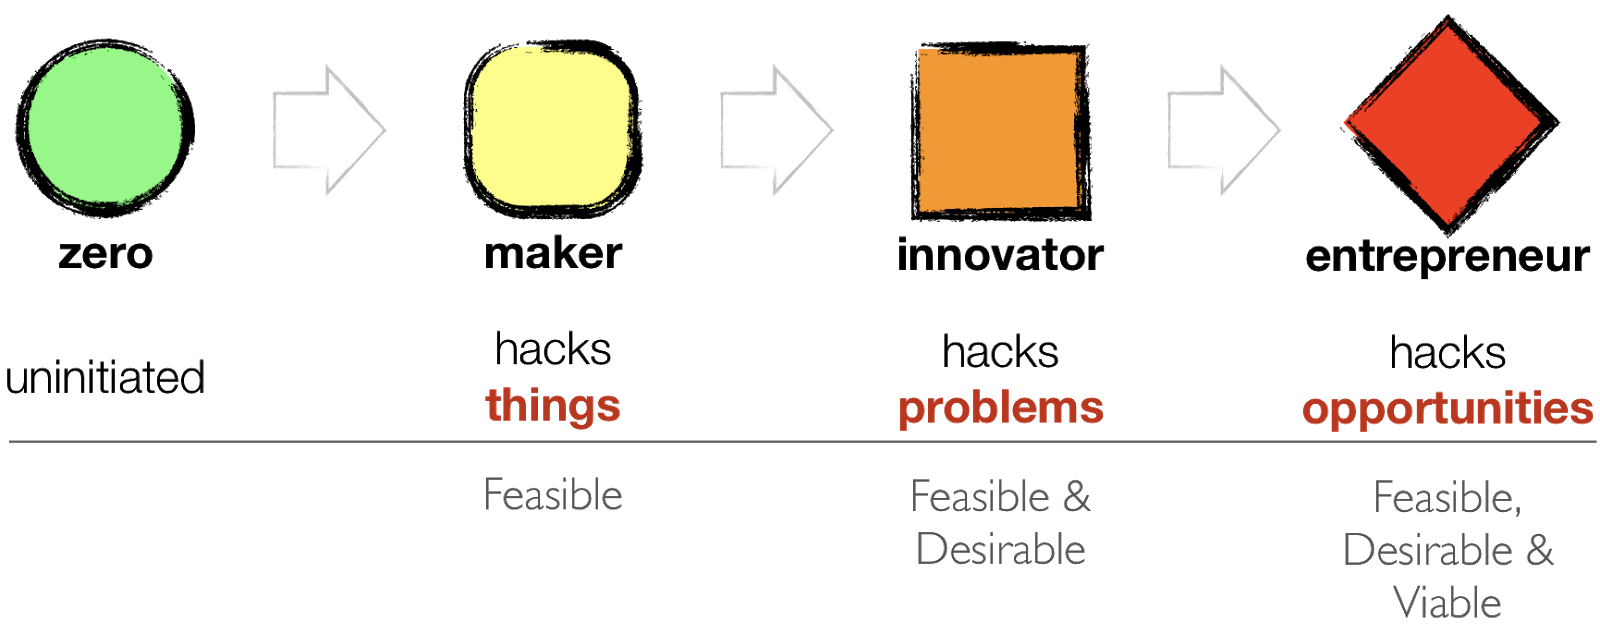 zero
maker
innovator
entrepreneur
uninitiated
hacks
things
hacks
problems
hacks
opportunities
Feasible
Feasible &
Desirable
Feasible,
Desirable &
Viable